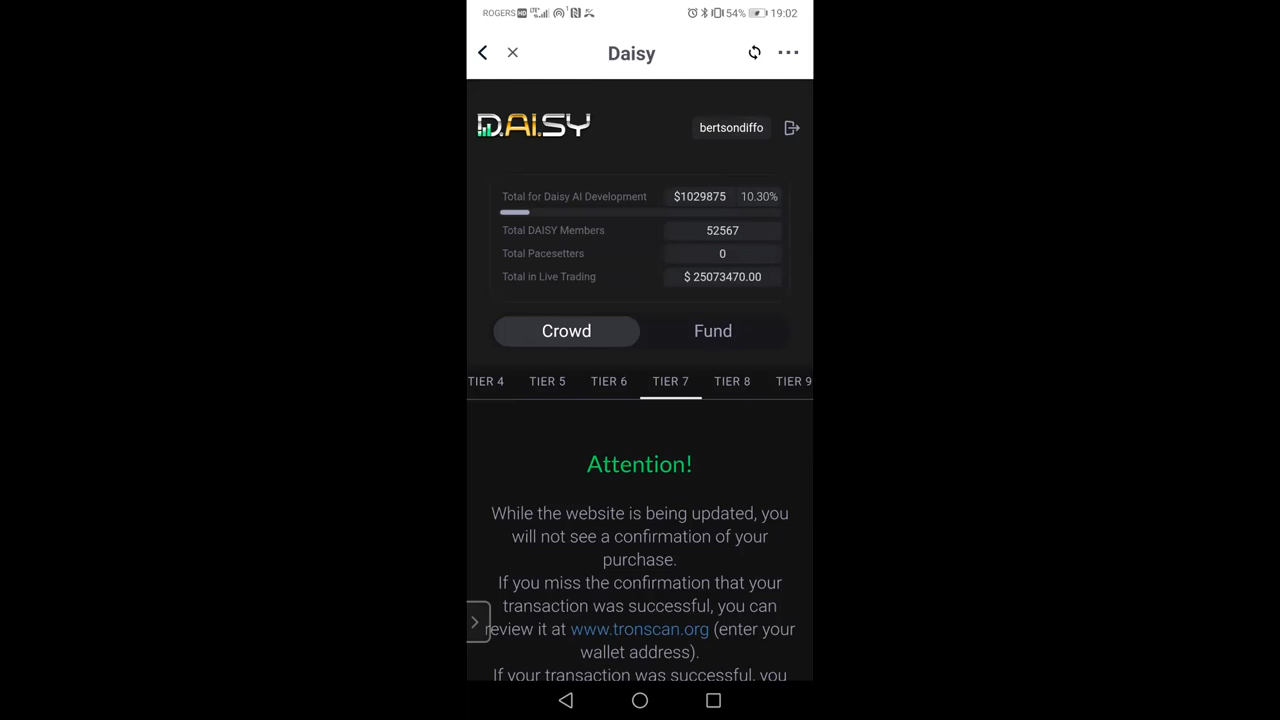 ROGERS HD LTE 54% 19:02
Daisy
D.AI.SY
bertsondiffo
Total for Daisy AI Development $1029875 10.30%
Total DAISY Members 52567
Total Pacesetters 0
Total in Live Trading $ 25073470.00
Crowd Fund
TIER 4 TIER 5 TIER 6 TIER 7 TIER 8 TIER 9
Attention!
While the website is being updated, you
will not see a confirmation of your
purchase.
If you miss the confirmation that your
transaction was successful, you can
review it at www.tronscan.org (enter your
wallet address).
If your transaction was successful, you